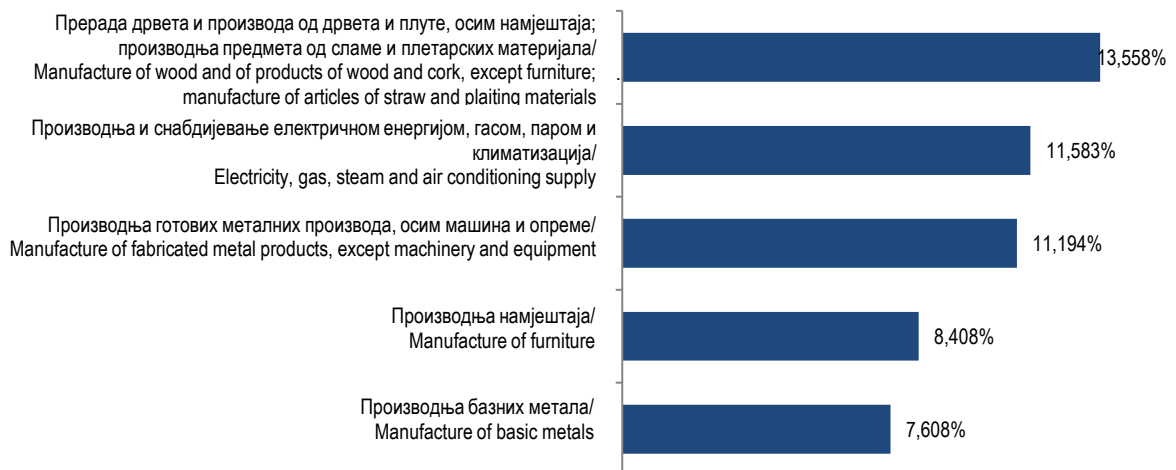 Прерада дрвета и производа од дрвета и плуте, осим намјештаја;
производња предмета од сламе и плетарских материјала/
Manufacture of wood and of products of wood and cork, except furniture;
manufacture of articles of straw and plaiting materials
13,558%
Производња и снабдијевање електричном енергијом, гасом, паром и
климатизација/
Electricity, gas, steam and air conditioning supply
11,583%
Производња готових металних производа, осим машина и опреме/
Manufacture of fabricated metal products, except machinery and equipment
11,194%
Производња намјештаја/
Manufacture of furniture
8,408%
Производња базних метала/
Manufacture of basic metals
7,608%